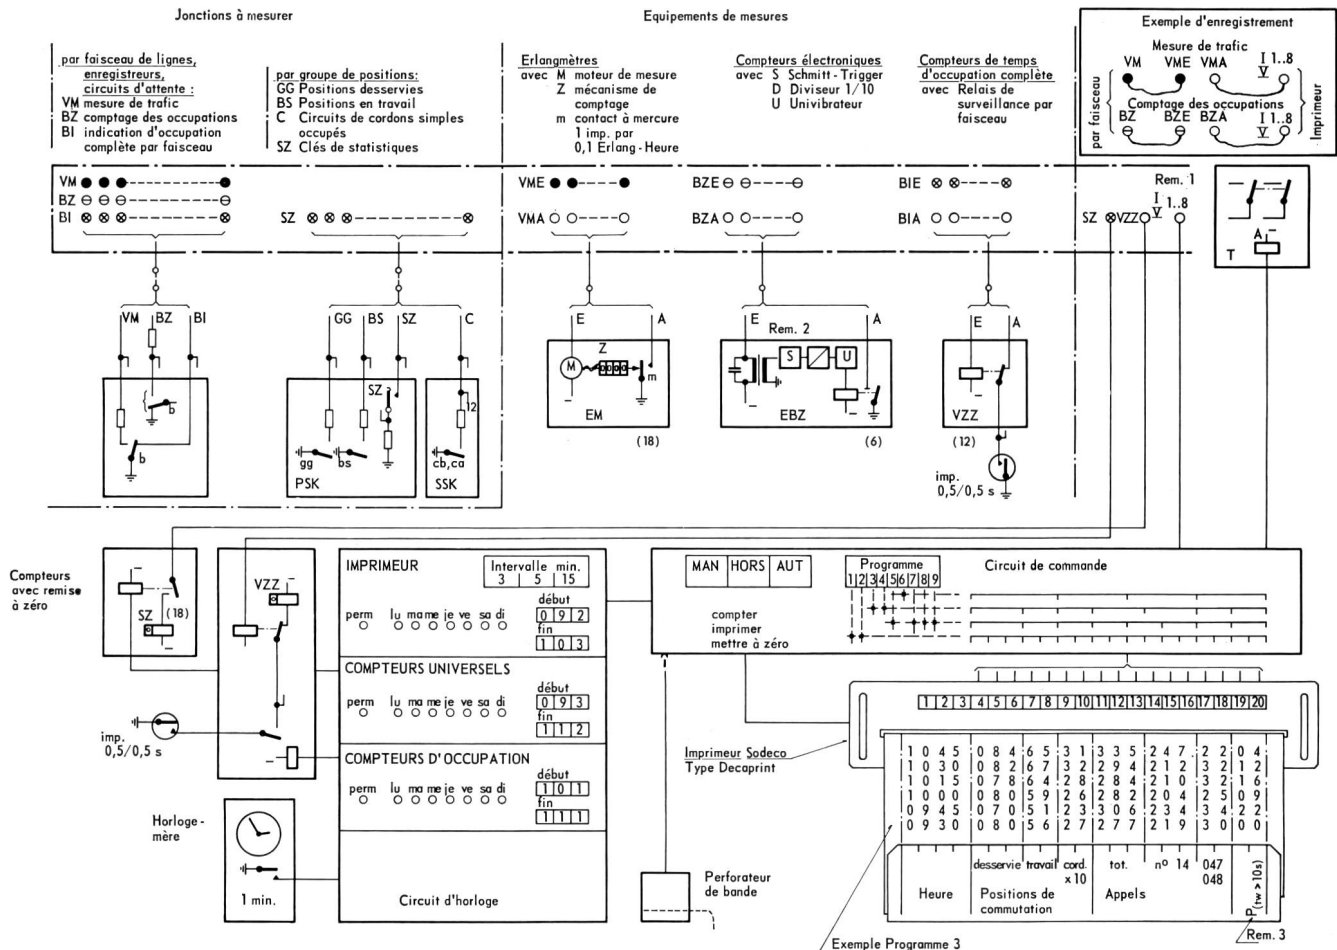 Jonctions à mesurer
Equipements de mesures
Exemple d'enregistrement
Mesure de trafic
VM VME VMA I 1..8
V
Comptage des occupations
BZ BZE BZA I 1..8
V
par faisceau
Imprimeur
par faisceau de lignes,
enregistreurs,
circuits d'attente :
VM mesure de trafic
BZ comptage des occupations
BI indication d'occupation
complète par faisceau
par groupe de positions:
GG Positions desservies
BS Positions en travail
C Circuits de cordons simples
occupés
SZ Clés de statistiques
Erlangmètres
avec M moteur de mesure
Z mécanisme de
comptage
m contact à mercure
1 imp. par
0,1 Erlang-Heure
Compteurs électroniques
avec S Schmitt-Trigger
D Diviseur 1/10
U Univibrateur
Compteurs de temps
d'occupation complète
avec Relais de
surveillance par
faisceau
VM
BZ
BI
SZ
VME
VMA
BZE
BZA
BIE
BIA
SZ VZZ
Rem. 1
I 1..8
V
A
T
VM BZ BI
GG BS SZ C
E A
E A
Rem. 2
E A
b
b
SZ
gg bs
PSK
12
cb,ca
SSK
M
Z
0000
m
EM
(18)
S
U
EBZ
(6)
VZZ
(12)
imp.
0,5/0,5 s
Compteurs
avec remise
à zéro
SZ (18)
VZZ
imp.
0,5/0,5 s
Horloge-
mère
1 min.
IMPRIMEUR
Intervalle min.
3 5 15
début
perm lu ma me je ve sa di 0 9 2
fin
1 0 3
COMPTEURS UNIVERSELS
début
perm lu ma me je ve sa di 0 9 3
fin
1 1 2
COMPTEURS D'OCCUPATION
début
perm lu ma me je ve sa di 1 0 1
fin
1 1 1
Circuit d'horloge
MAN HORS AUT
Programme
1 2 3 4 5 6 7 8 9
Circuit de commande
compter
imprimer
mettre à zéro
Perforateur
de bande
Imprimeur Sodeco
Type Decaprint
1 2 3 4 5 6 7 8 9 10 11 12 13 14 15 16 17 18 19 20
1 0 4 5 0 8 4 6 5 3 1 3 3 5 2 4 7 2 2 0 4
1 0 3 0 0 8 2 6 7 3 2 2 9 4 2 1 2 3 2 1 2
1 0 1 5 0 7 8 6 4 2 8 2 8 4 2 1 0 3 2 1 6
1 0 0 0 0 8 0 5 9 2 6 2 8 2 2 0 4 2 5 0 9
0 9 4 5 0 7 0 5 1 2 3 3 0 6 2 3 4 3 4 2 2
0 9 3 0 0 8 0 5 6 2 7 2 7 7 2 1 9 3 0 0 0
desservie travail cord. tot. nº 14 047
x10 048
Heure Positions de Appels
commutation
P(tw >10s)
Rem. 3
Exemple Programme 3